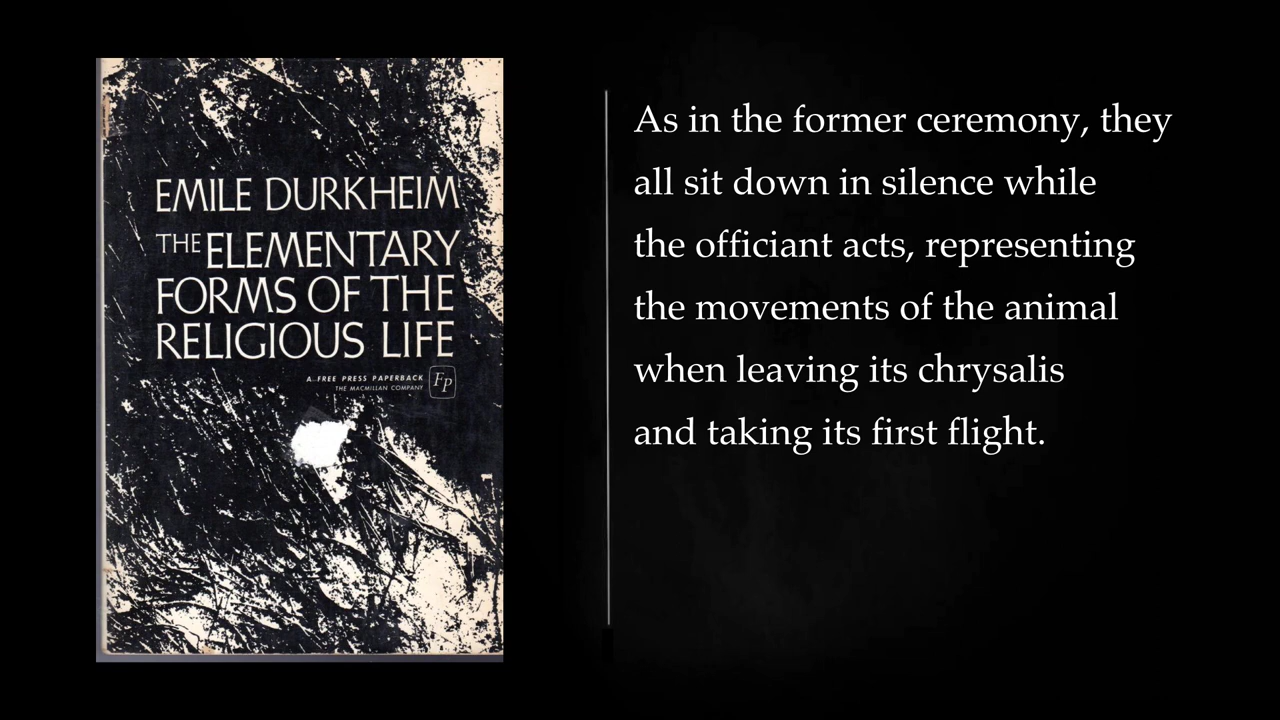 EMILE DURKHEIM
THE ELEMENTARY
FORMS OF THE
RELIGIOUS LIFE
A FREE PRESS PAPERBACK
THE MACMILLAN COMPANY
FP
As in the former ceremony, they
all sit down in silence while
the officiant acts, representing
the movements of the animal
when leaving its chrysalis
and taking its first flight.